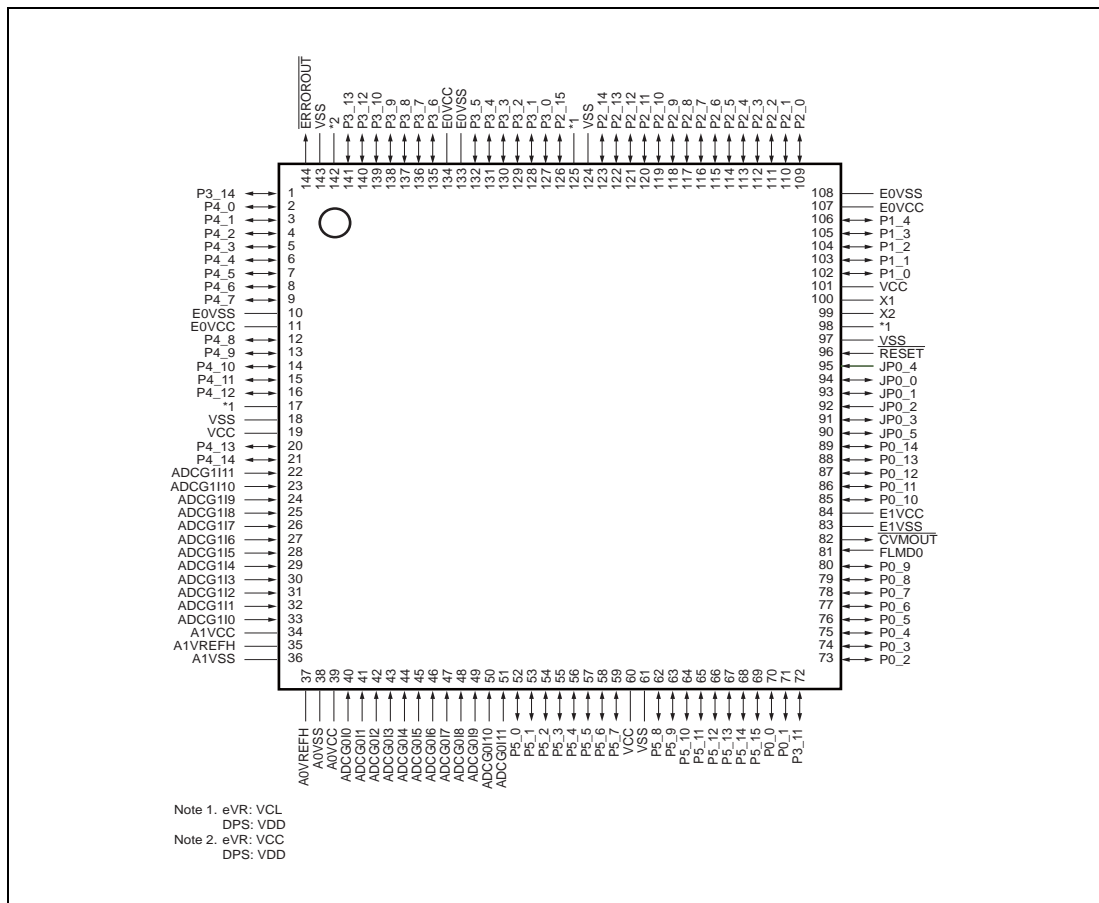 ERROROUT
VSS
*2
P3_13
P3_12
P3_10
P3_9
P3_8
P3_7
P3_6
E0VCC
E0VSS
P3_5
P3_4
P3_3
P3_2
P3_1
P3_0
P2_15
*1
VSS
P2_14
P2_13
P2_12
P2_11
P2_10
P2_9
P2_8
P2_7
P2_6
P2_5
P2_4
P2_3
P2_2
P2_1
P2_0
144
143
142
141
140
139
138
137
136
135
134
133
132
131
130
129
128
127
126
125
124
123
122
121
120
119
118
117
116
115
114
113
112
111
110
109
P3_14 1
P4_0 2
P4_1 3
P4_2 4
P4_3 5
P4_4 6
P4_5 7
P4_6 8
P4_7 9
E0VSS 10
E0VCC 11
P4_8 12
P4_9 13
P4_10 14
P4_11 15
P4_12 16
*1 17
VSS 18
VCC 19
P4_13 20
P4_14 21
ADCG1I11 22
ADCG1I10 23
ADCG1I9 24
ADCG1I8 25
ADCG1I7 26
ADCG1I6 27
ADCG1I5 28
ADCG1I4 29
ADCG1I3 30
ADCG1I2 31
ADCG1I1 32
ADCG1I0 33
A1VCC 34
A1VREFH 35
A1VSS 36
108 E0VSS
107 E0VCC
106 P1_4
105 P1_3
104 P1_2
103 P1_1
102 P1_0
101 VCC
100 X1
99 X2
98 *1
97 VSS
96 RESET
95 JP0_4
94 JP0_0
93 JP0_1
92 JP0_2
91 JP0_3
90 JP0_5
89 P0_14
88 P0_13
87 P0_12
86 P0_11
85 P0_10
84 E1VCC
83 E1VSS
82 CVMOUT
81 FLMD0
80 P0_9
79 P0_8
78 P0_7
77 P0_6
76 P0_5
75 P0_4
74 P0_3
73 P0_2
37
38
39
40
41
42
43
44
45
46
47
48
49
50
51
52
53
54
55
56
57
58
59
60
61
62
63
64
65
66
67
68
69
70
71
72
A0VREFH
A0VSS
A0VCC
ADCG0I0
ADCG0I1
ADCG0I2
ADCG0I3
ADCG0I4
ADCG0I5
ADCG0I6
ADCG0I7
ADCG0I8
ADCG0I9
ADCG0I10
ADCG0I11
P5_0
P5_1
P5_2
P5_3
P5_4
P5_5
P5_6
P5_7
VCC
VSS
P5_8
P5_9
P5_10
P5_11
P5_12
P5_13
P5_14
P5_15
P0_0
P0_1
P3_11
Note 1. eVR: VCL
DPS: VDD
Note 2. eVR: VCC
DPS: VDD